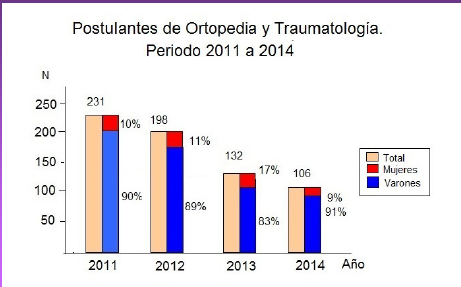 Postulantes de Ortopedia y Traumatología.
Periodo 2011 a 2014
N
250
200
150
100
50
231
10%
90%
198
11%
89%
132
17%
83%
106
9%
91%
Total
Mujeres
Varones
2011 2012 2013 2014 Año